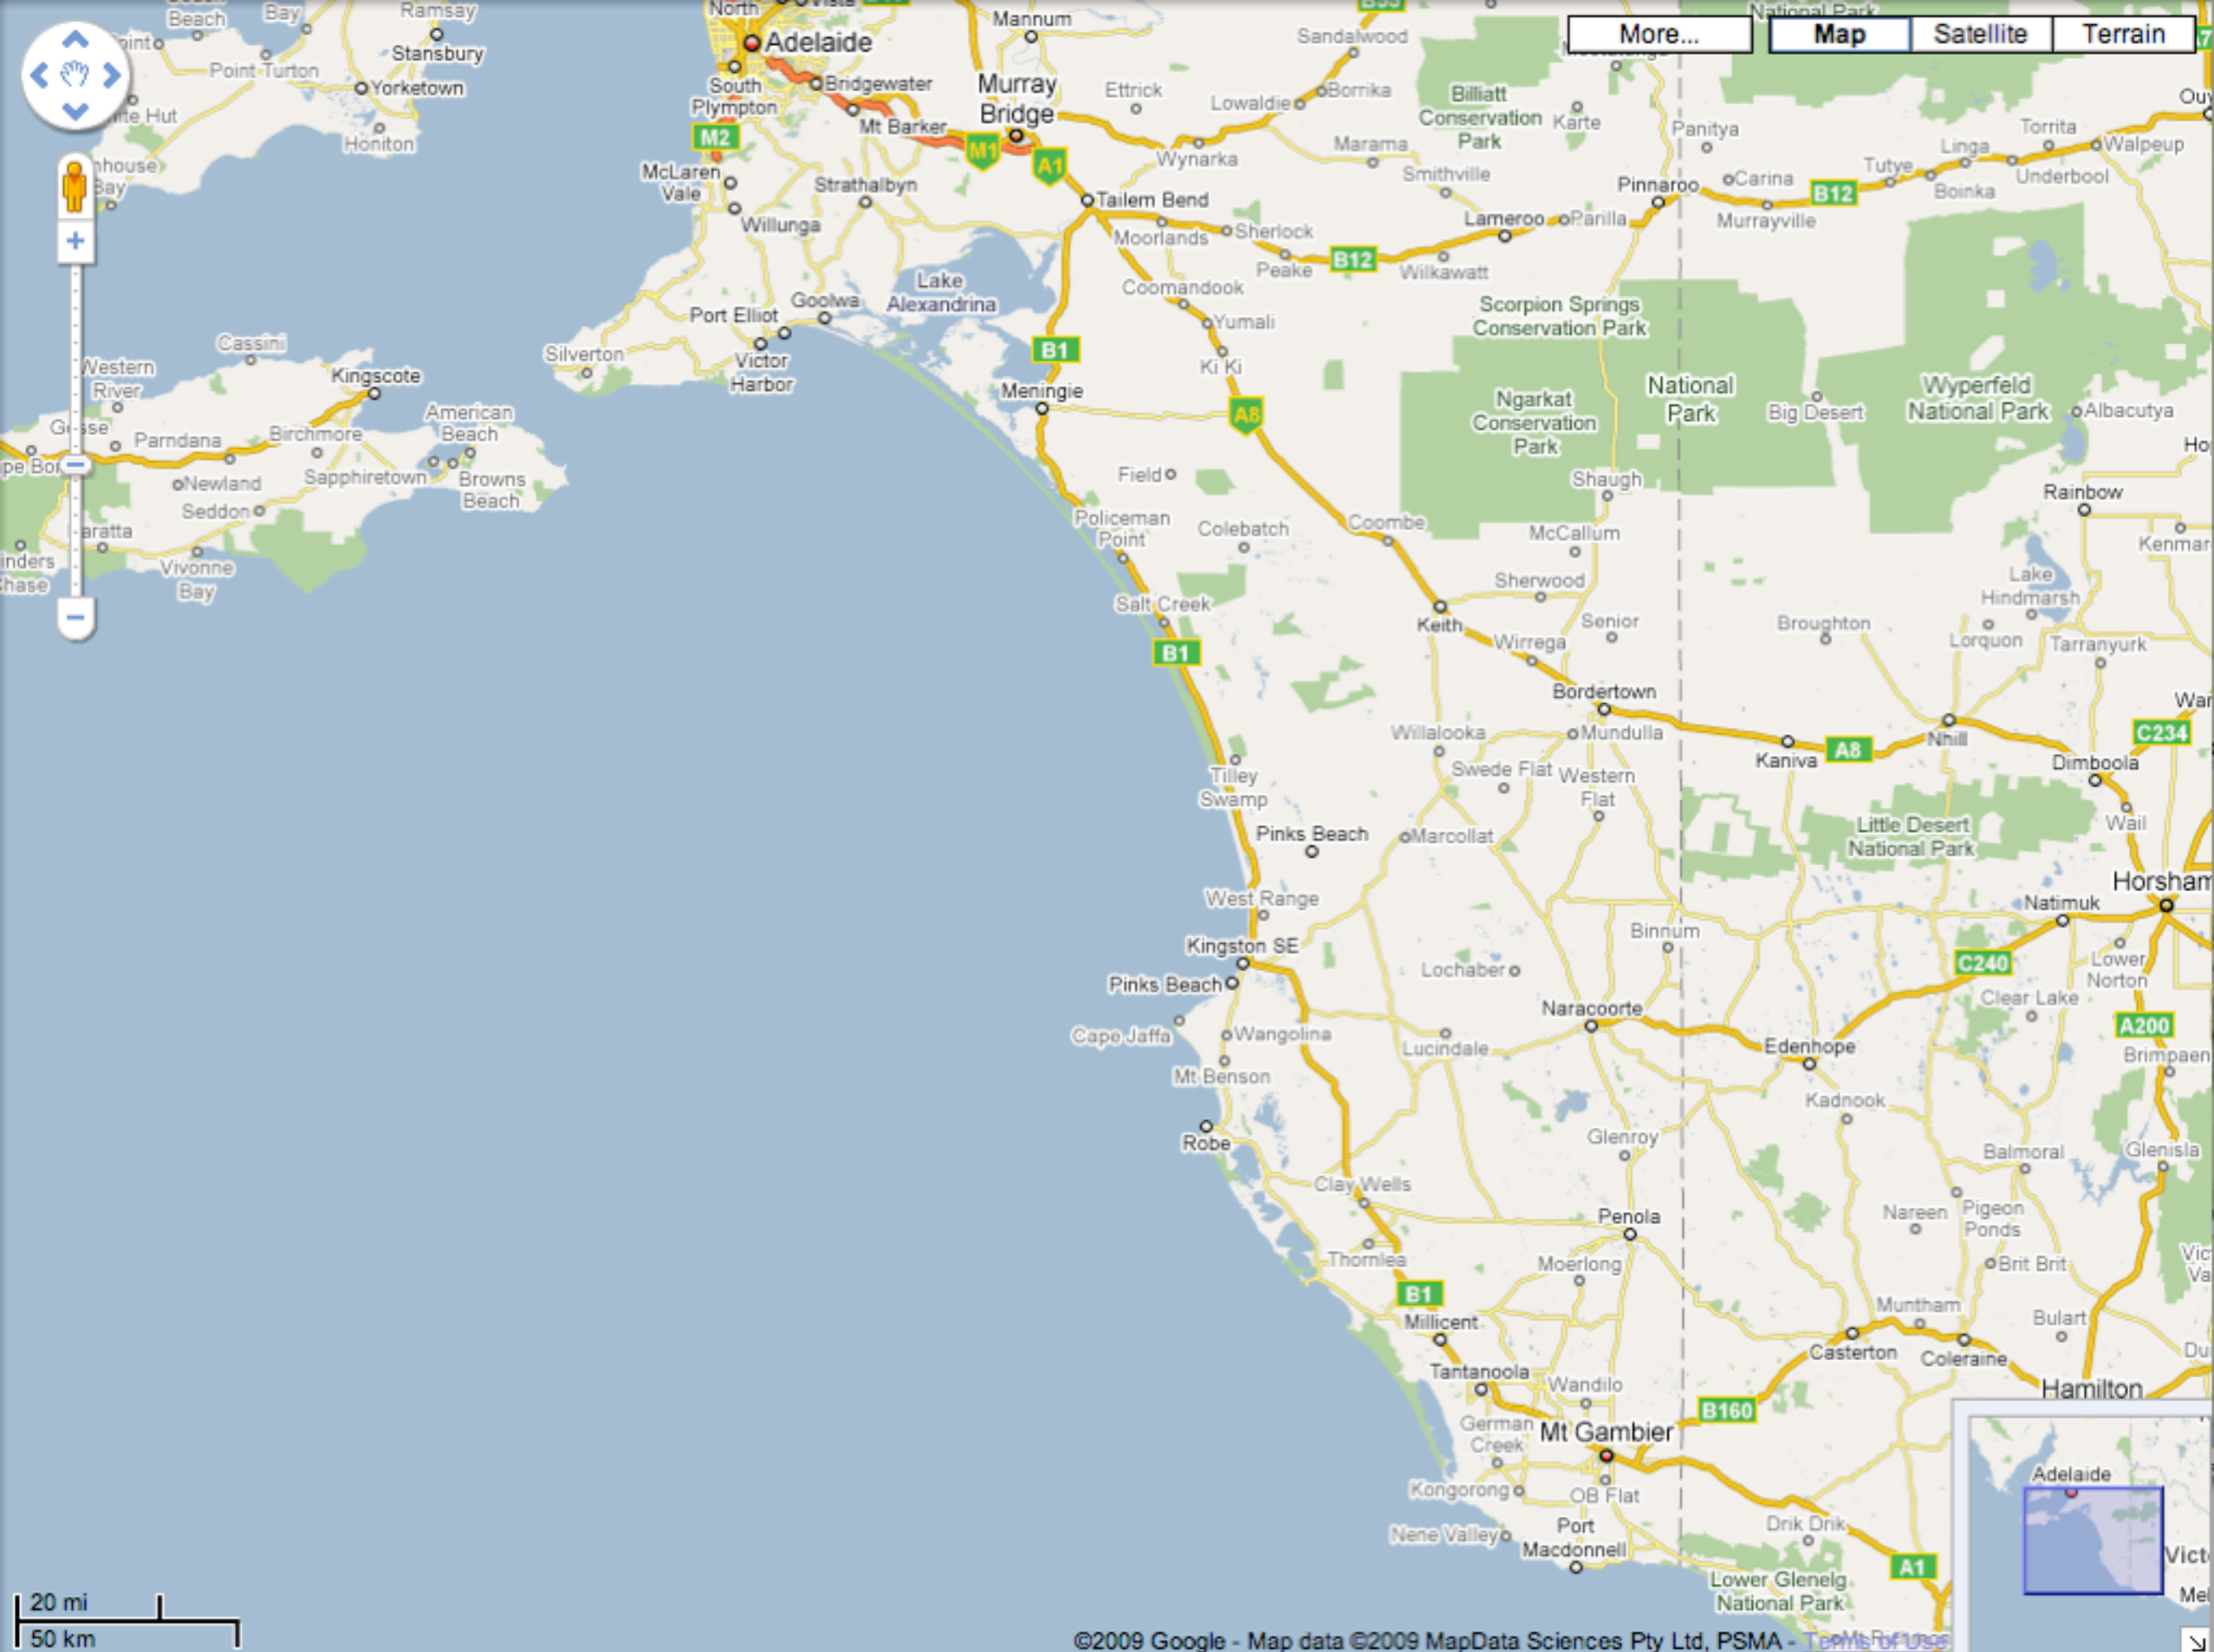 North
Vista
Beach
Bay
Ramsay
Mannum
National Park
Stansbury
Adelaide
Sandalwood
More...
Map
Satellite
Terrain
Point Turton
Yorketown
Bridgewater
South
Plympton
Murray
Bridge
Ettrick
Lowaldie
Borrika
Billiatt
Conservation
Park
Karte
Panitya
Torrita
Honiton
M2
Mt Barker
M1
A1
Wynarka
Marama
Linga
Walpeup
McLaren
Vale
Strathalbyn
Smithville
Pinnaroo
Carina
B12
Tutye
Boinka
Underbool
Bay
Willunga
Tailem Bend
Moorlands
Sherlock
Lameroo
Parilla
Murrayville
Peake
B12
Wilkawatt
Lake
Alexandrina
Coomandook
Port Elliot
Goolwa
Yumali
Scorpion Springs
Conservation Park
Cassini
Silverton
Victor
Harbor
B1
Ki Ki
Western
River
Kingscote
Meningie
A8
Ngarkat
Conservation
Park
National
Park
Big Desert
Wyperfeld
National Park
Albacutya
American
Beach
Parndana
Birchmore
Newland
Sapphiretown
Browns
Beach
Field
Shaugh
Rainbow
Seddon
Policeman
Point
Colebatch
Coombe
McCallum
Vivonne
Bay
Salt Creek
Sherwood
Lake
Hindmarsh
Keith
Wirrega
Senior
Broughton
Lorquon
Tarranyurk
B1
Bordertown
Willalooka
Mundulla
Kaniva
A8
Nhill
C234
Dimboola
Tilley
Swamp
Swede Flat
Western
Flat
Pinks Beach
Marcollat
Little Desert
National Park
Wail
Horsham
West Range
Natimuk
Kingston SE
Binnum
Pinks Beach
Lochaber
C240
Lower
Norton
Clear Lake
Cape Jaffa
Wangolina
Lucindale
Naracoorte
Edenhope
A200
Brimpaen
Mt Benson
Kadnook
Robe
Glenroy
Balmoral
Glenisla
Clay Wells
Penola
Nareen
Pigeon
Ponds
Thornlea
Moerlong
Brit Brit
B1
Millicent
Muntham
Bulart
Tantanoola
Wandilo
Casterton
Coleraine
Hamilton
German
Creek
Mt Gambier
B160
Kongorong
OB Flat
Adelaide
Nene Valley
Port
Macdonnell
Drik Drik
A1
Lower Glenelg
National Park
20 mi
50 km
©2009 Google - Map data ©2009 MapData Sciences Pty Ltd, PSMA - Terms of Use